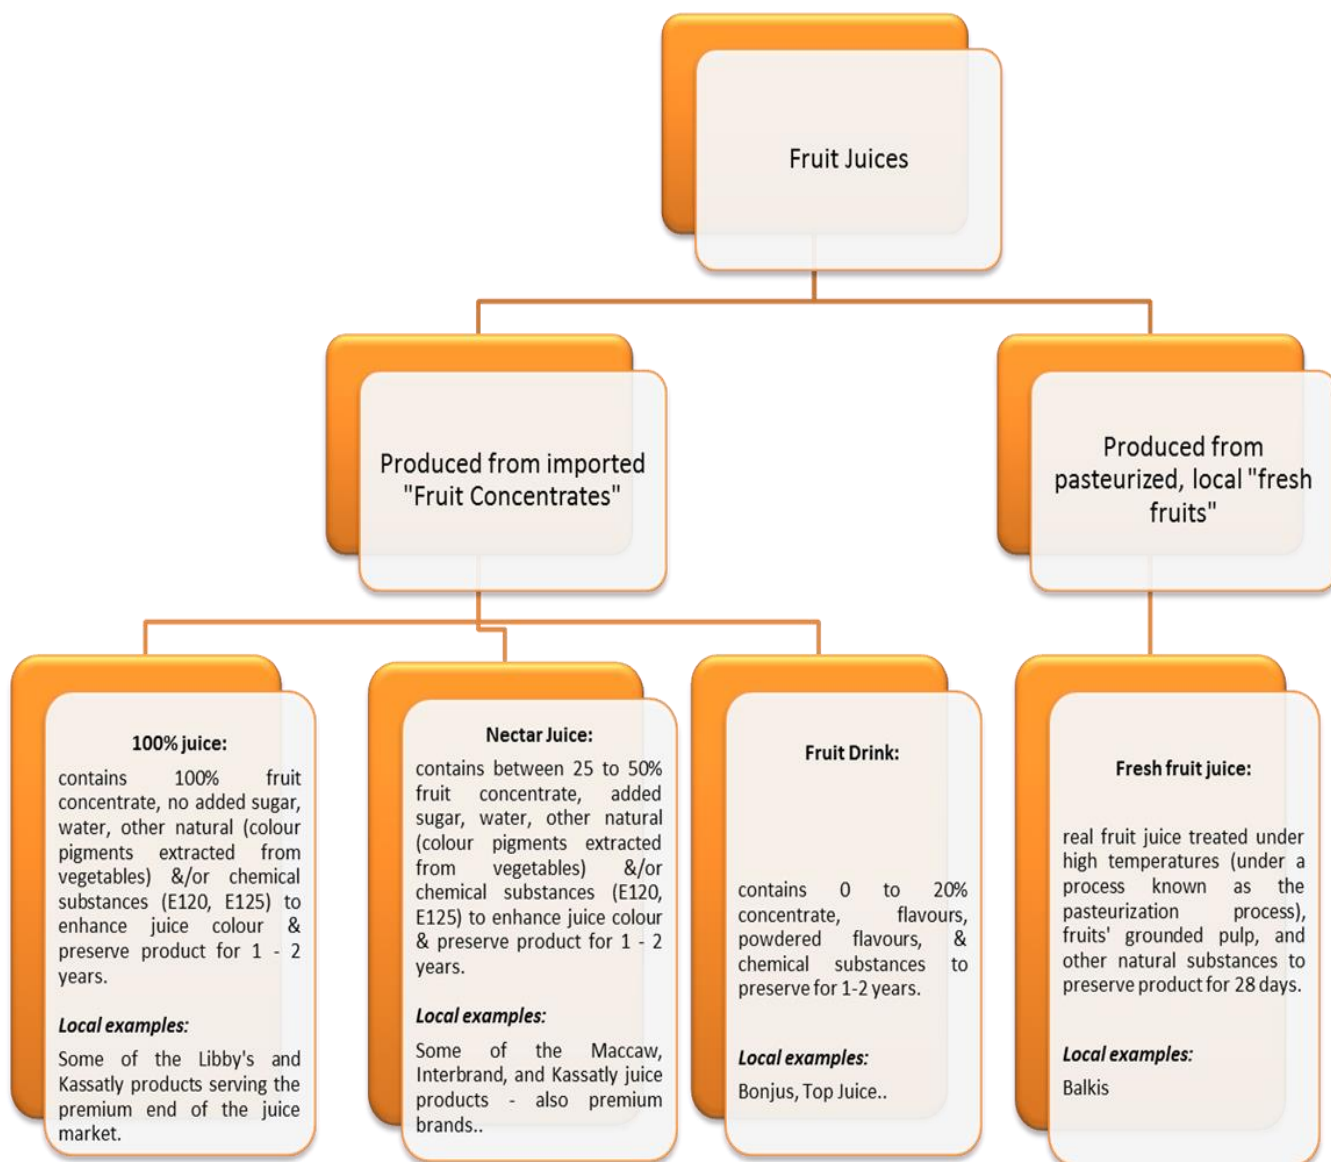 Fruit Juices
Produced from imported
"Fruit Concentrates"
Produced from
pasteurized, local "fresh
fruits"
100% juice:
contains 100% fruit
concentrate, no added sugar,
water, other natural (colour
pigments extracted from
vegetables) &/or chemical
substances (E120, E125) to
enhance juice colour &
preserve product for 1 - 2
years.
Local examples:
Some of the Libby's and
Kassatly products serving the
premium end of the juice
market.
Nectar Juice:
contains between 25 to 50%
fruit concentrate, added
sugar, water, other natural
(colour pigments extracted
from vegetables) &/or
chemical substances (E120,
E125) to enhance juice colour
& preserve product for 1 - 2
years.
Local examples:
Some of the Maccaw,
Interbrand, and Kassatly juice
products - also premium
brands..
Fruit Drink:
contains 0 to 20%
concentrate, flavours,
powdered flavours, &
chemical substances to
preserve for 1-2 years.
Local examples:
Bonjus, Top Juice..
Fresh fruit juice:
real fruit juice treated under
high temperatures (under a
process known as the
pasteurization process),
fruits' grounded pulp, and
other natural substances to
preserve product for 28 days.
Local examples:
Balkis